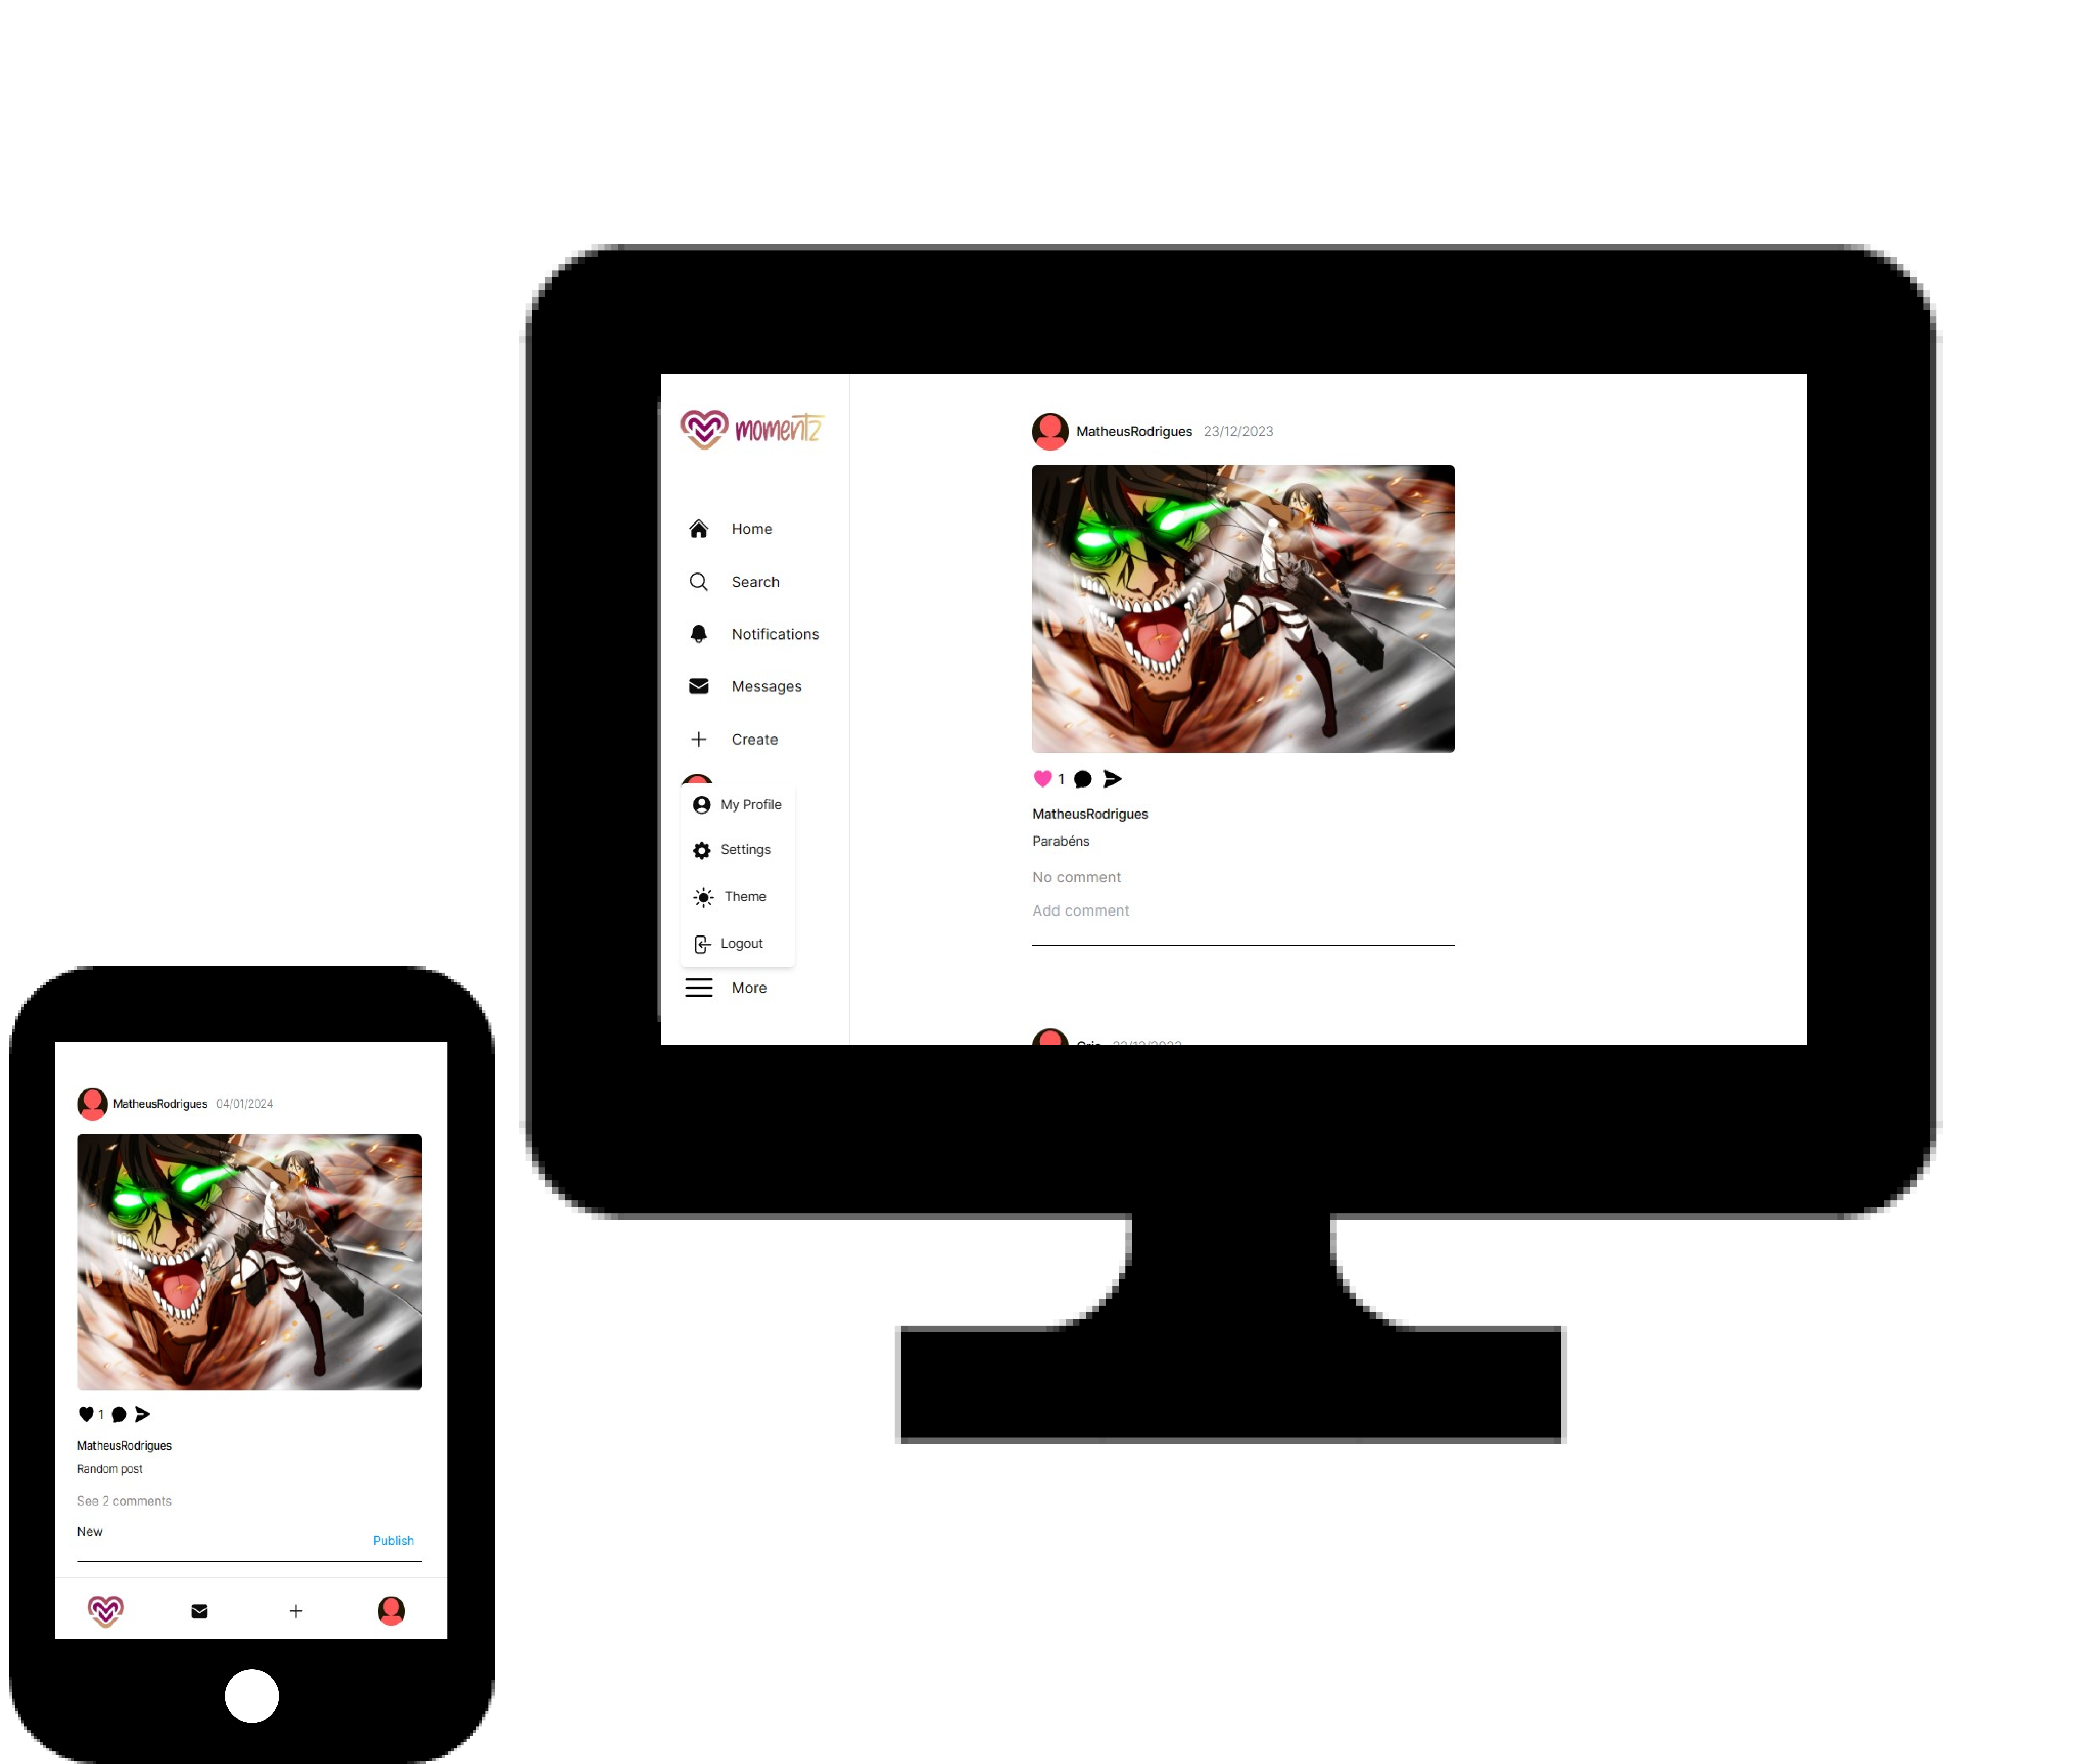 momentz
Home
Search
Notifications
Messages
Create
My Profile
Settings
Theme
Logout
More
MatheusRodrigues 23/12/2023
1
MatheusRodrigues
Parabéns
No comment
Add comment
MatheusRodrigues 04/01/2024
1
MatheusRodrigues
Random post
See 2 comments
New
Publish